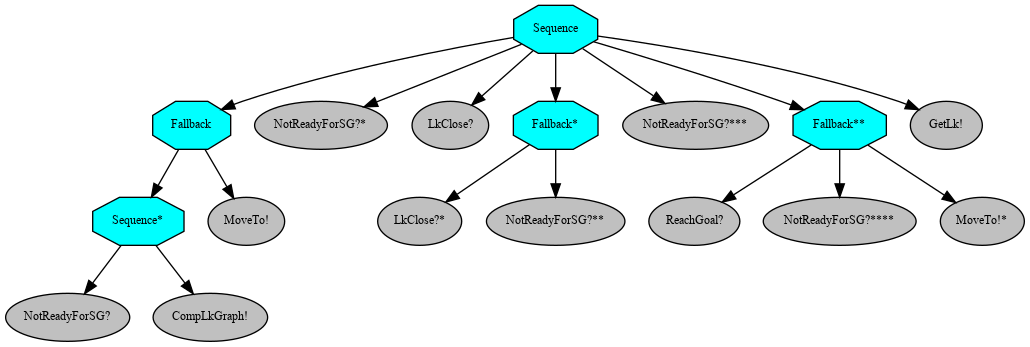 Sequence
Fallback
NotReadyForSG?*
LkClose?
Fallback*
NotReadyForSG?***
Fallback**
GetLk!
Sequence*
MoveTo!
LkClose?*
NotReadyForSG?**
ReachGoal?
NotReadyForSG?****
MoveTo!*
NotReadyForSG?
CompLkGraph!